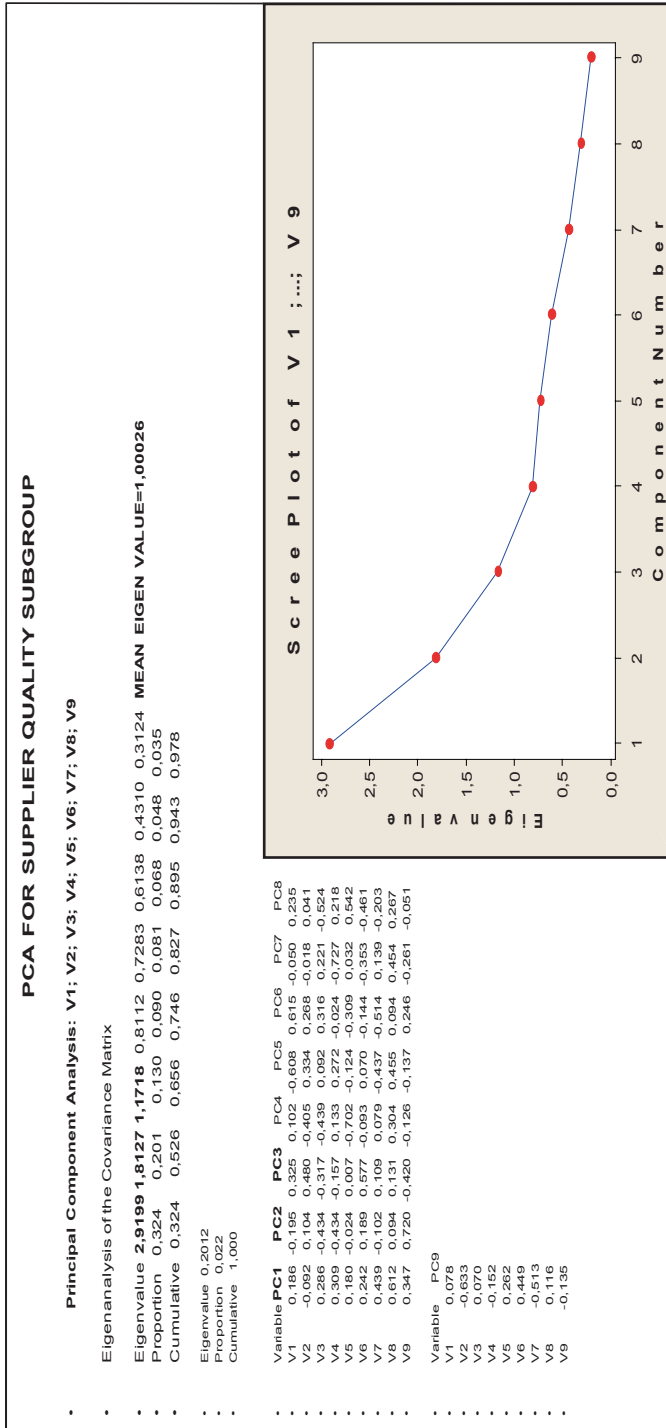 PCA FOR SUPPLIER QUALITY SUBGROUP
• Principal Component Analysis: V1; V2; V3; V4; V5; V6; V7; V8; V9
• Eigenanalysis of the Covariance Matrix
• Eigenvalue 2,9199 1,8127 1,1718 0,8112 0,7283 0,6138 0,4310 0,3124 MEAN EIGEN VALUE=1,00026
• Proportion 0,324 0,201 0,130 0,090 0,081 0,068 0,048 0,035
• Cumulative 0,324 0,526 0,656 0,746 0,827 0,895 0,943 0,978
• Eigenvalue 0,2012
• Proportion 0,022
• Cumulative 1,000
• Variable PC1 PC2 PC3 PC4 PC5 PC6 PC7 PC8
• V1 0,186 -0,195 0,325 0,102 -0,608 0,615 -0,050 0,235
• V2 -0,092 0,104 0,480 -0,405 0,334 0,268 -0,018 0,041
• V3 0,286 -0,434 -0,317 -0,439 0,092 0,316 0,221 -0,524
• V4 0,309 -0,434 -0,157 0,133 0,272 -0,024 -0,727 0,218
• V5 0,180 -0,024 0,007 -0,702 -0,124 -0,309 0,032 0,542
• V6 0,242 0,189 0,577 -0,093 0,070 -0,144 -0,353 -0,461
• V7 0,439 -0,102 0,109 0,079 -0,437 -0,514 0,139 -0,203
• V8 0,612 0,094 0,131 0,304 0,455 0,094 0,454 0,267
• V9 0,347 0,720 -0,420 -0,126 -0,137 0,246 -0,261 -0,051
• Variable PC9
• V1 0,078
• V2 -0,633
• V3 0,070
• V4 -0,152
• V5 0,262
• V6 0,449
• V7 -0,513
• V8 0,116
• V9 -0,135
Scree Plot of V1 ;...; V9
Eigenvalue
3,0
2,5
2,0
1,5
1,0
0,5
0,0
1 2 3 4 5 6 7 8 9
Component Number